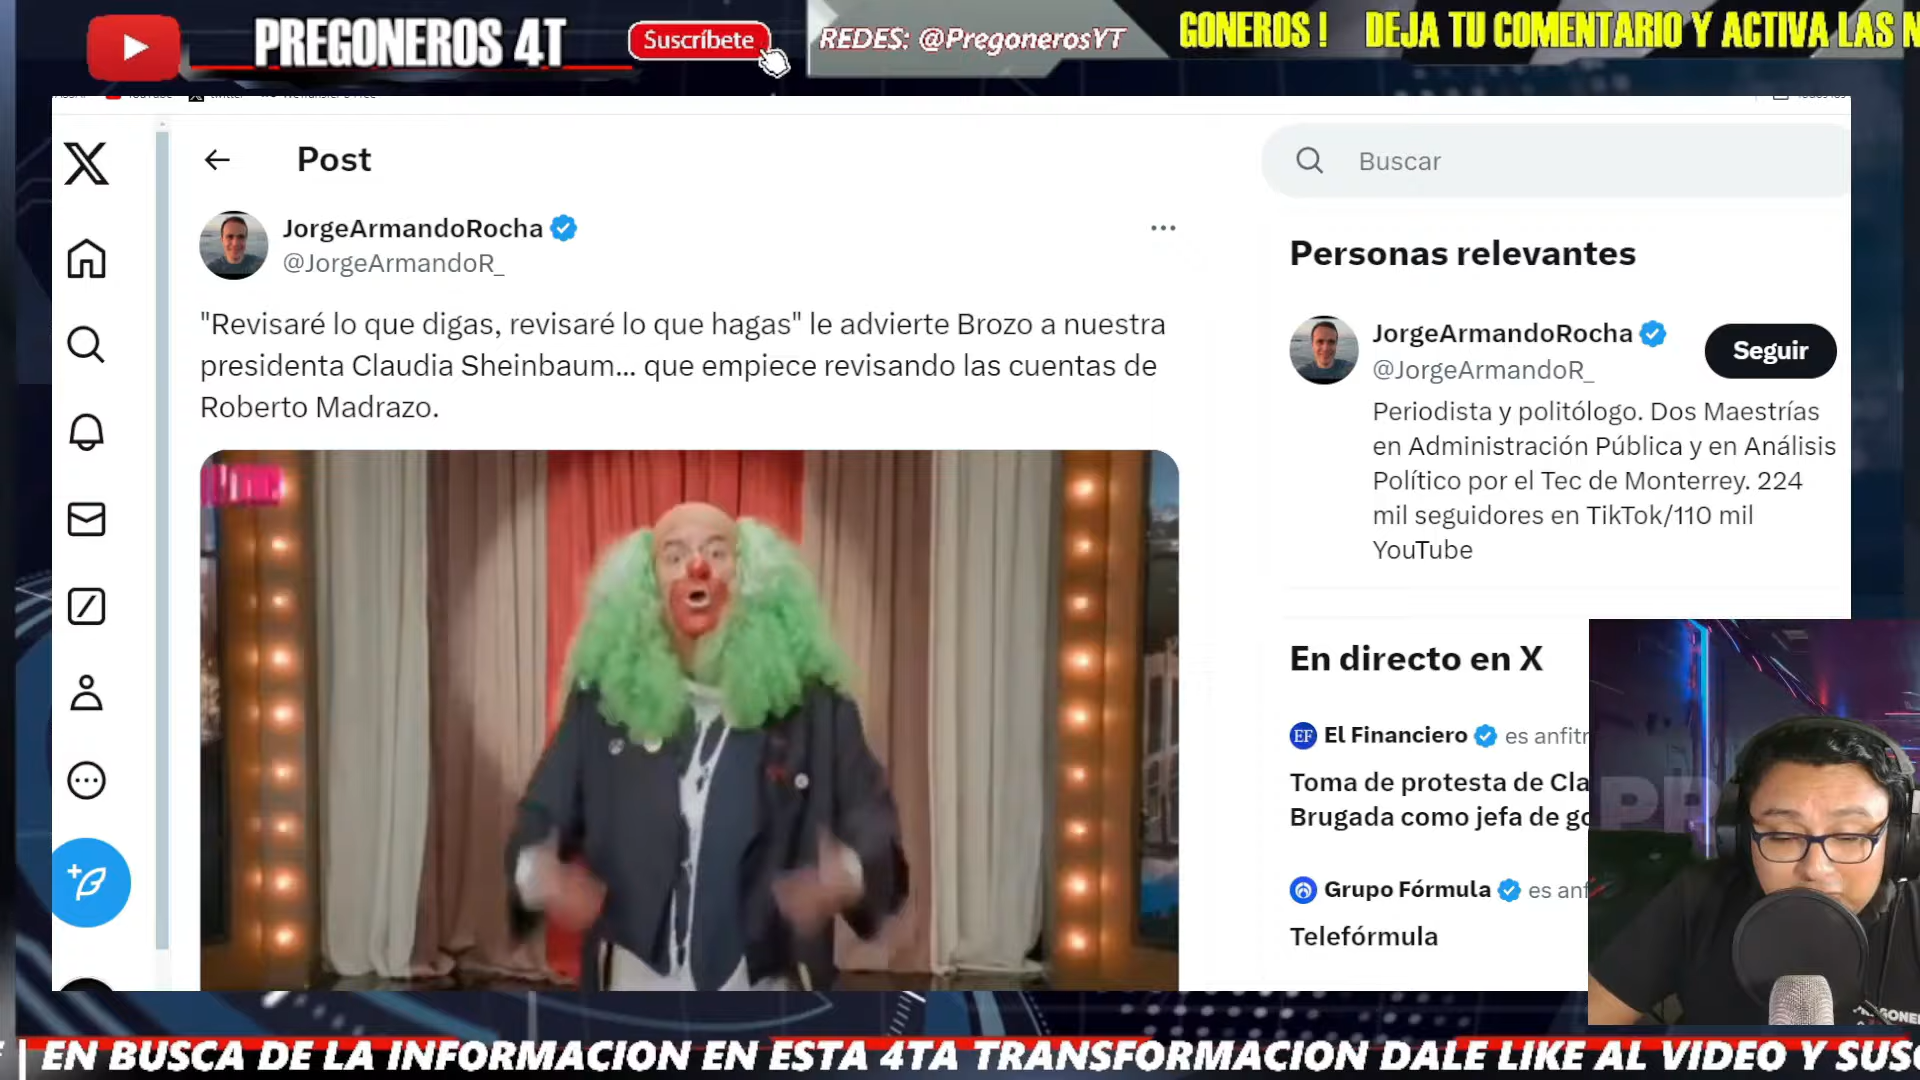 PREGONEROS 4T
Suscríbete
REDES: @PregonerosYT
GONEROS ! DEJA TU COMENTARIO Y ACTIVA LAS N
Post
Buscar
JorgeArmandoRocha
@JorgeArmandoR_
"Revisaré lo que digas, revisaré lo que hagas" le advierte Brozo a nuestra
presidenta Claudia Sheinbaum... que empiece revisando las cuentas de
Roberto Madrazo.
Personas relevantes
JorgeArmandoRocha
@JorgeArmandoR_
Seguir
Periodista y politólogo. Dos Maestrías
en Administración Pública y en Análisis
Político por el Tec de Monterrey. 224
mil seguidores en TikTok/110 mil
YouTube
En directo en X
EF El Financiero es anfitr
Toma de protesta de Cla
Brugada como jefa de go
Grupo Fórmula es anf
Telefórmula
PR
| EN BUSCA DE LA INFORMACION EN ESTA 4TA TRANSFORMACION DALE LIKE AL VIDEO Y SUSC